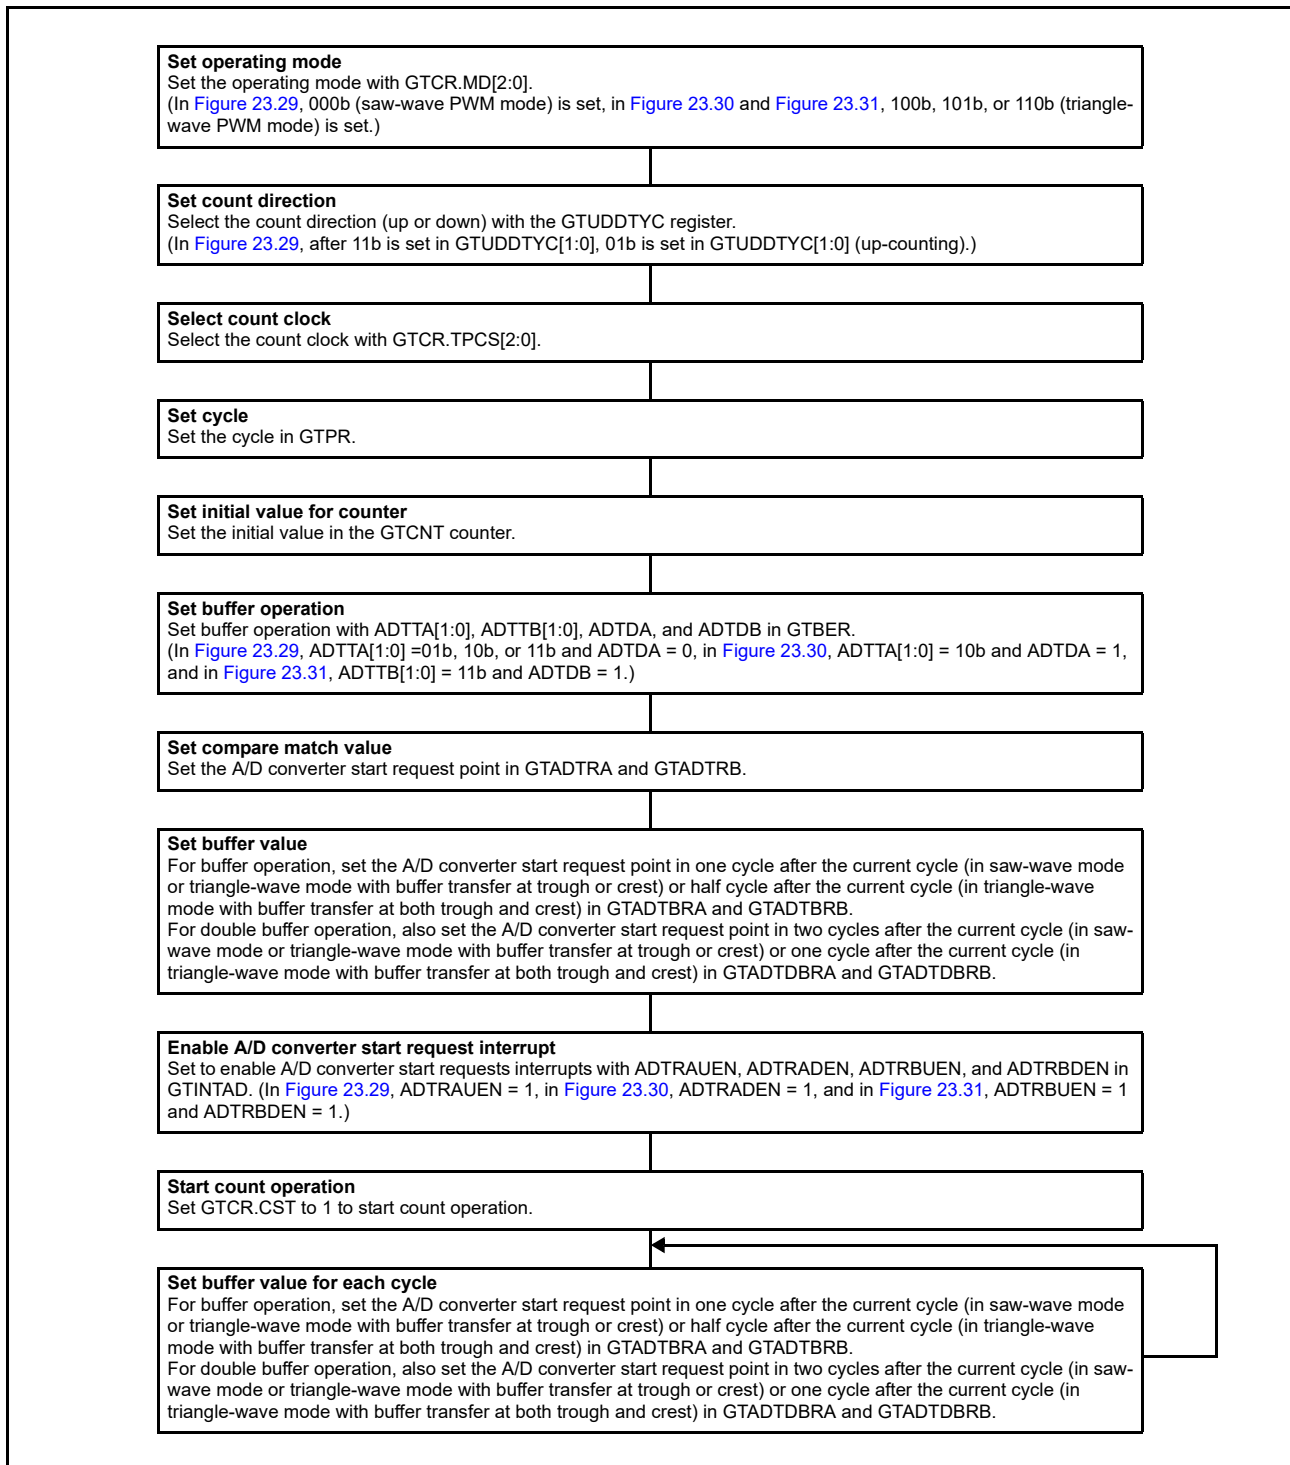 Set operating mode
Set the operating mode with GTCR.MD[2:0].
(In Figure 23.29, 000b (saw-wave PWM mode) is set, in Figure 23.30 and Figure 23.31, 100b, 101b, or 110b (triangle-
wave PWM mode) is set.)
Set count direction
Select the count direction (up or down) with the GTUDDTYC register.
(In Figure 23.29, after 11b is set in GTUDDTYC[1:0], 01b is set in GTUDDTYC[1:0] (up-counting).)
Select count clock
Select the count clock with GTCR.TPCS[2:0].
Set cycle
Set the cycle in GTPR.
Set initial value for counter
Set the initial value in the GTCNT counter.
Set buffer operation
Set buffer operation with ADTTA[1:0], ADTTB[1:0], ADTDA, and ADTDB in GTBER.
(In Figure 23.29, ADTTA[1:0] =01b, 10b, or 11b and ADTDA = 0, in Figure 23.30, ADTTA[1:0] = 10b and ADTDA = 1,
and in Figure 23.31, ADTTB[1:0] = 11b and ADTDB = 1.)
Set compare match value
Set the A/D converter start request point in GTADTRA and GTADTRB.
Set buffer value
For buffer operation, set the A/D converter start request point in one cycle after the current cycle (in saw-wave mode
or triangle-wave mode with buffer transfer at trough or crest) or half cycle after the current cycle (in triangle-wave
mode with buffer transfer at both trough and crest) in GTADTBRA and GTADTBRB.
For double buffer operation, also set the A/D converter start request point in two cycles after the current cycle (in saw-
wave mode or triangle-wave mode with buffer transfer at trough or crest) or one cycle after the current cycle (in
triangle-wave mode with buffer transfer at both trough and crest) in GTADTDBRA and GTADTDBRB.
Enable A/D converter start request interrupt
Set to enable A/D converter start requests interrupts with ADTRAUEN, ADTRADEN, ADTRBUEN, and ADTRBDEN in
GTINTAD. (In Figure 23.29, ADTRAUEN = 1, in Figure 23.30, ADTRADEN = 1, and in Figure 23.31, ADTRBUEN = 1
and ADTRBDEN = 1.)
Start count operation
Set GTCR.CST to 1 to start count operation.
Set buffer value for each cycle
For buffer operation, set the A/D converter start request point in one cycle after the current cycle (in saw-wave mode
or triangle-wave mode with buffer transfer at trough or crest) or half cycle after the current cycle (in triangle-wave
mode with buffer transfer at both trough and crest) in GTADTBRA and GTADTBRB.
For double buffer operation, also set the A/D converter start request point in two cycles after the current cycle (in saw-
wave mode or triangle-wave mode with buffer transfer at trough or crest) or one cycle after the current cycle (in
triangle-wave mode with buffer transfer at both trough and crest) in GTADTDBRA and GTADTDBRB.